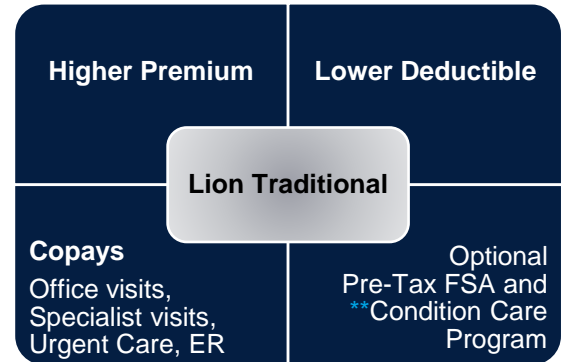 Higher Premium
Lower Deductible
Lion Traditional
Copays
Office visits,
Specialist visits,
Urgent Care, ER
Optional
Pre-Tax FSA and
**Condition Care
Program